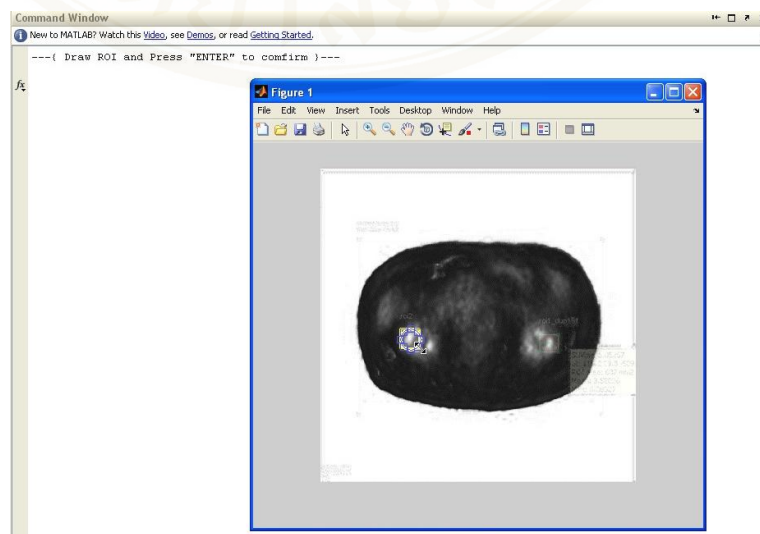 Command Window
New to MATLAB? Watch this Video, see Demos, or read Getting Started.
---( Draw ROI and Press "ENTER" to comfirm )---
fx
Figure 1
File Edit View Insert Tools Desktop Window Help